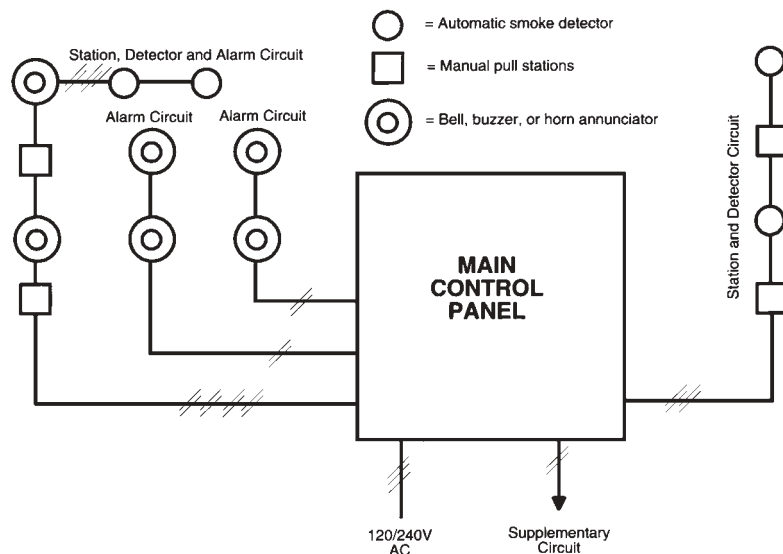 = Automatic smoke detector
Station, Detector and Alarm Circuit
= Manual pull stations
Alarm Circuit
Alarm Circuit
= Bell, buzzer, or horn annunciator
Station and Detector Circuit
MAIN
CONTROL
PANEL
120/240V
AC
Supplementary
Circuit